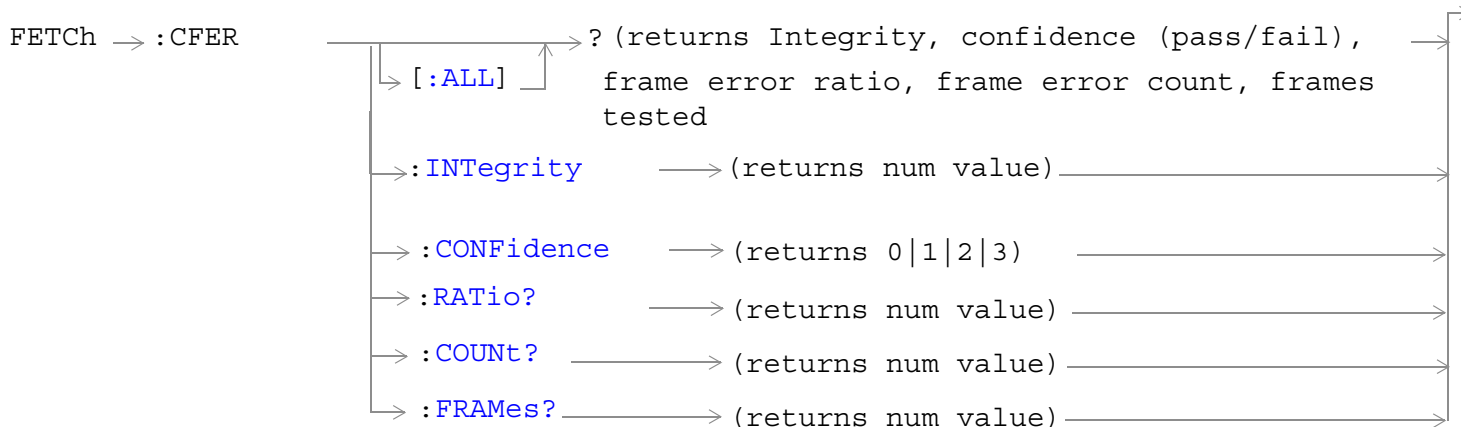 FETCh :CFER ? (returns Integrity, confidence (pass/fail),
[:ALL] frame error ratio, frame error count, frames
tested
:INTegrity (returns num value)
:CONFidence (returns 0|1|2|3)
:RATio? (returns num value)
:COUNt? (returns num value)
:FRAMes? (returns num value)